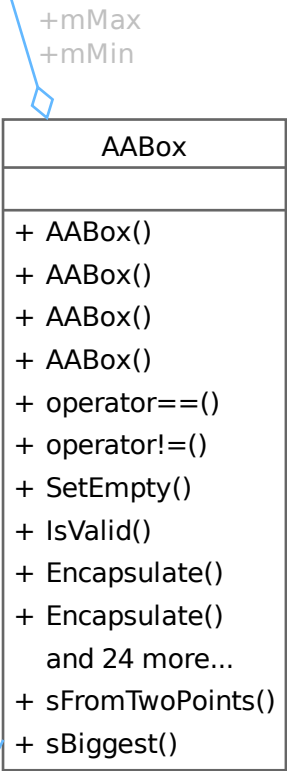 +mMax
+mMin
AABox
+ AABox()
+ AABox()
+ AABox()
+ AABox()
+ operator==()
+ operator!=()
+ SetEmpty()
+ IsValid()
+ Encapsulate()
+ Encapsulate()
and 24 more...
+ sFromTwoPoints()
+ sBiggest()